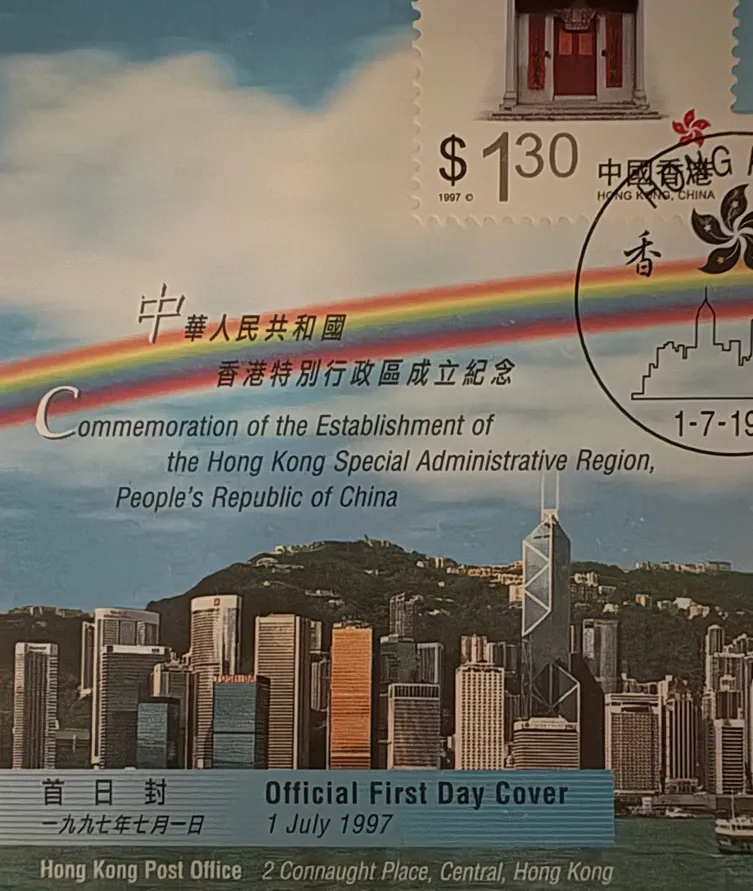 $ 130
1997 ©
中國香港
HONG KONG, CHINA
HONG
香
1-7-19
中華人民共和國
香港特別行政區成立紀念
Commemoration of the Establishment of
the Hong Kong Special Administrative Region,
People's Republic of China
TOSHIBA
首日封
Official First Day Cover
一九九七年七月一日
1 July 1997
Hong Kong Post Office 2 Connaught Place, Central, Hong Kong